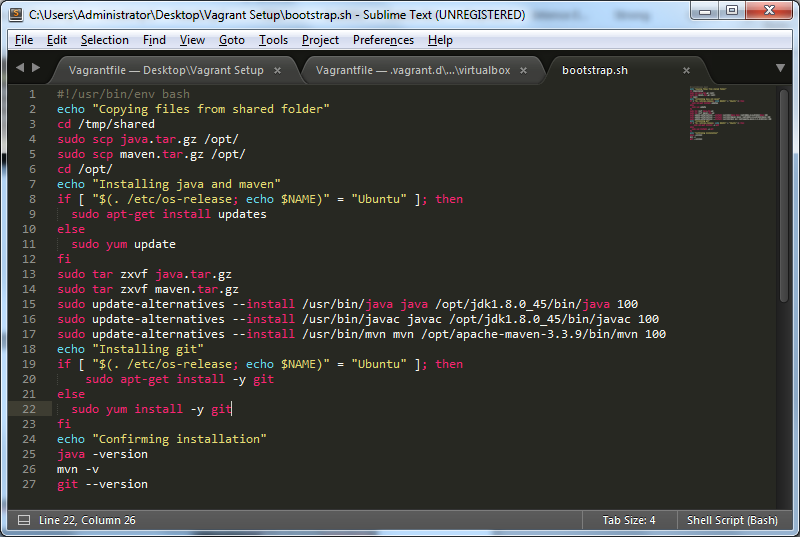 C:\Users\Administrator\Desktop\Vagrant Setup\bootstrap.sh - Sublime Text (UNREGISTERED)
File Edit Selection Find View Goto Tools Project Preferences Help
Vagrantfile — Desktop\Vagrant Setup × Vagrantfile — .vagrant.d\...\virtualbox × bootstrap.sh ×
1 #!/usr/bin/env bash
2 echo "Copying files from shared folder"
3 cd /tmp/shared
4 sudo scp java.tar.gz /opt/
5 sudo scp maven.tar.gz /opt/
6 cd /opt/
7 echo "Installing java and maven"
8 if [ "$(. /etc/os-release; echo $NAME)" = "Ubuntu" ]; then
9 sudo apt-get install updates
10 else
11 sudo yum update
12 fi
13 sudo tar zxvf java.tar.gz
14 sudo tar zxvf maven.tar.gz
15 sudo update-alternatives --install /usr/bin/java java /opt/jdk1.8.0_45/bin/java 100
16 sudo update-alternatives --install /usr/bin/javac javac /opt/jdk1.8.0_45/bin/javac 100
17 sudo update-alternatives --install /usr/bin/mvn mvn /opt/apache-maven-3.3.9/bin/mvn 100
18 echo "Installing git"
19 if [ "$(. /etc/os-release; echo $NAME)" = "Ubuntu" ]; then
20 sudo apt-get install -y git
21 else
22 sudo yum install -y git
23 fi
24 echo "Confirming installation"
25 java -version
26 mvn -v
27 git --version
Line 22, Column 26 Tab Size: 4 Shell Script (Bash)